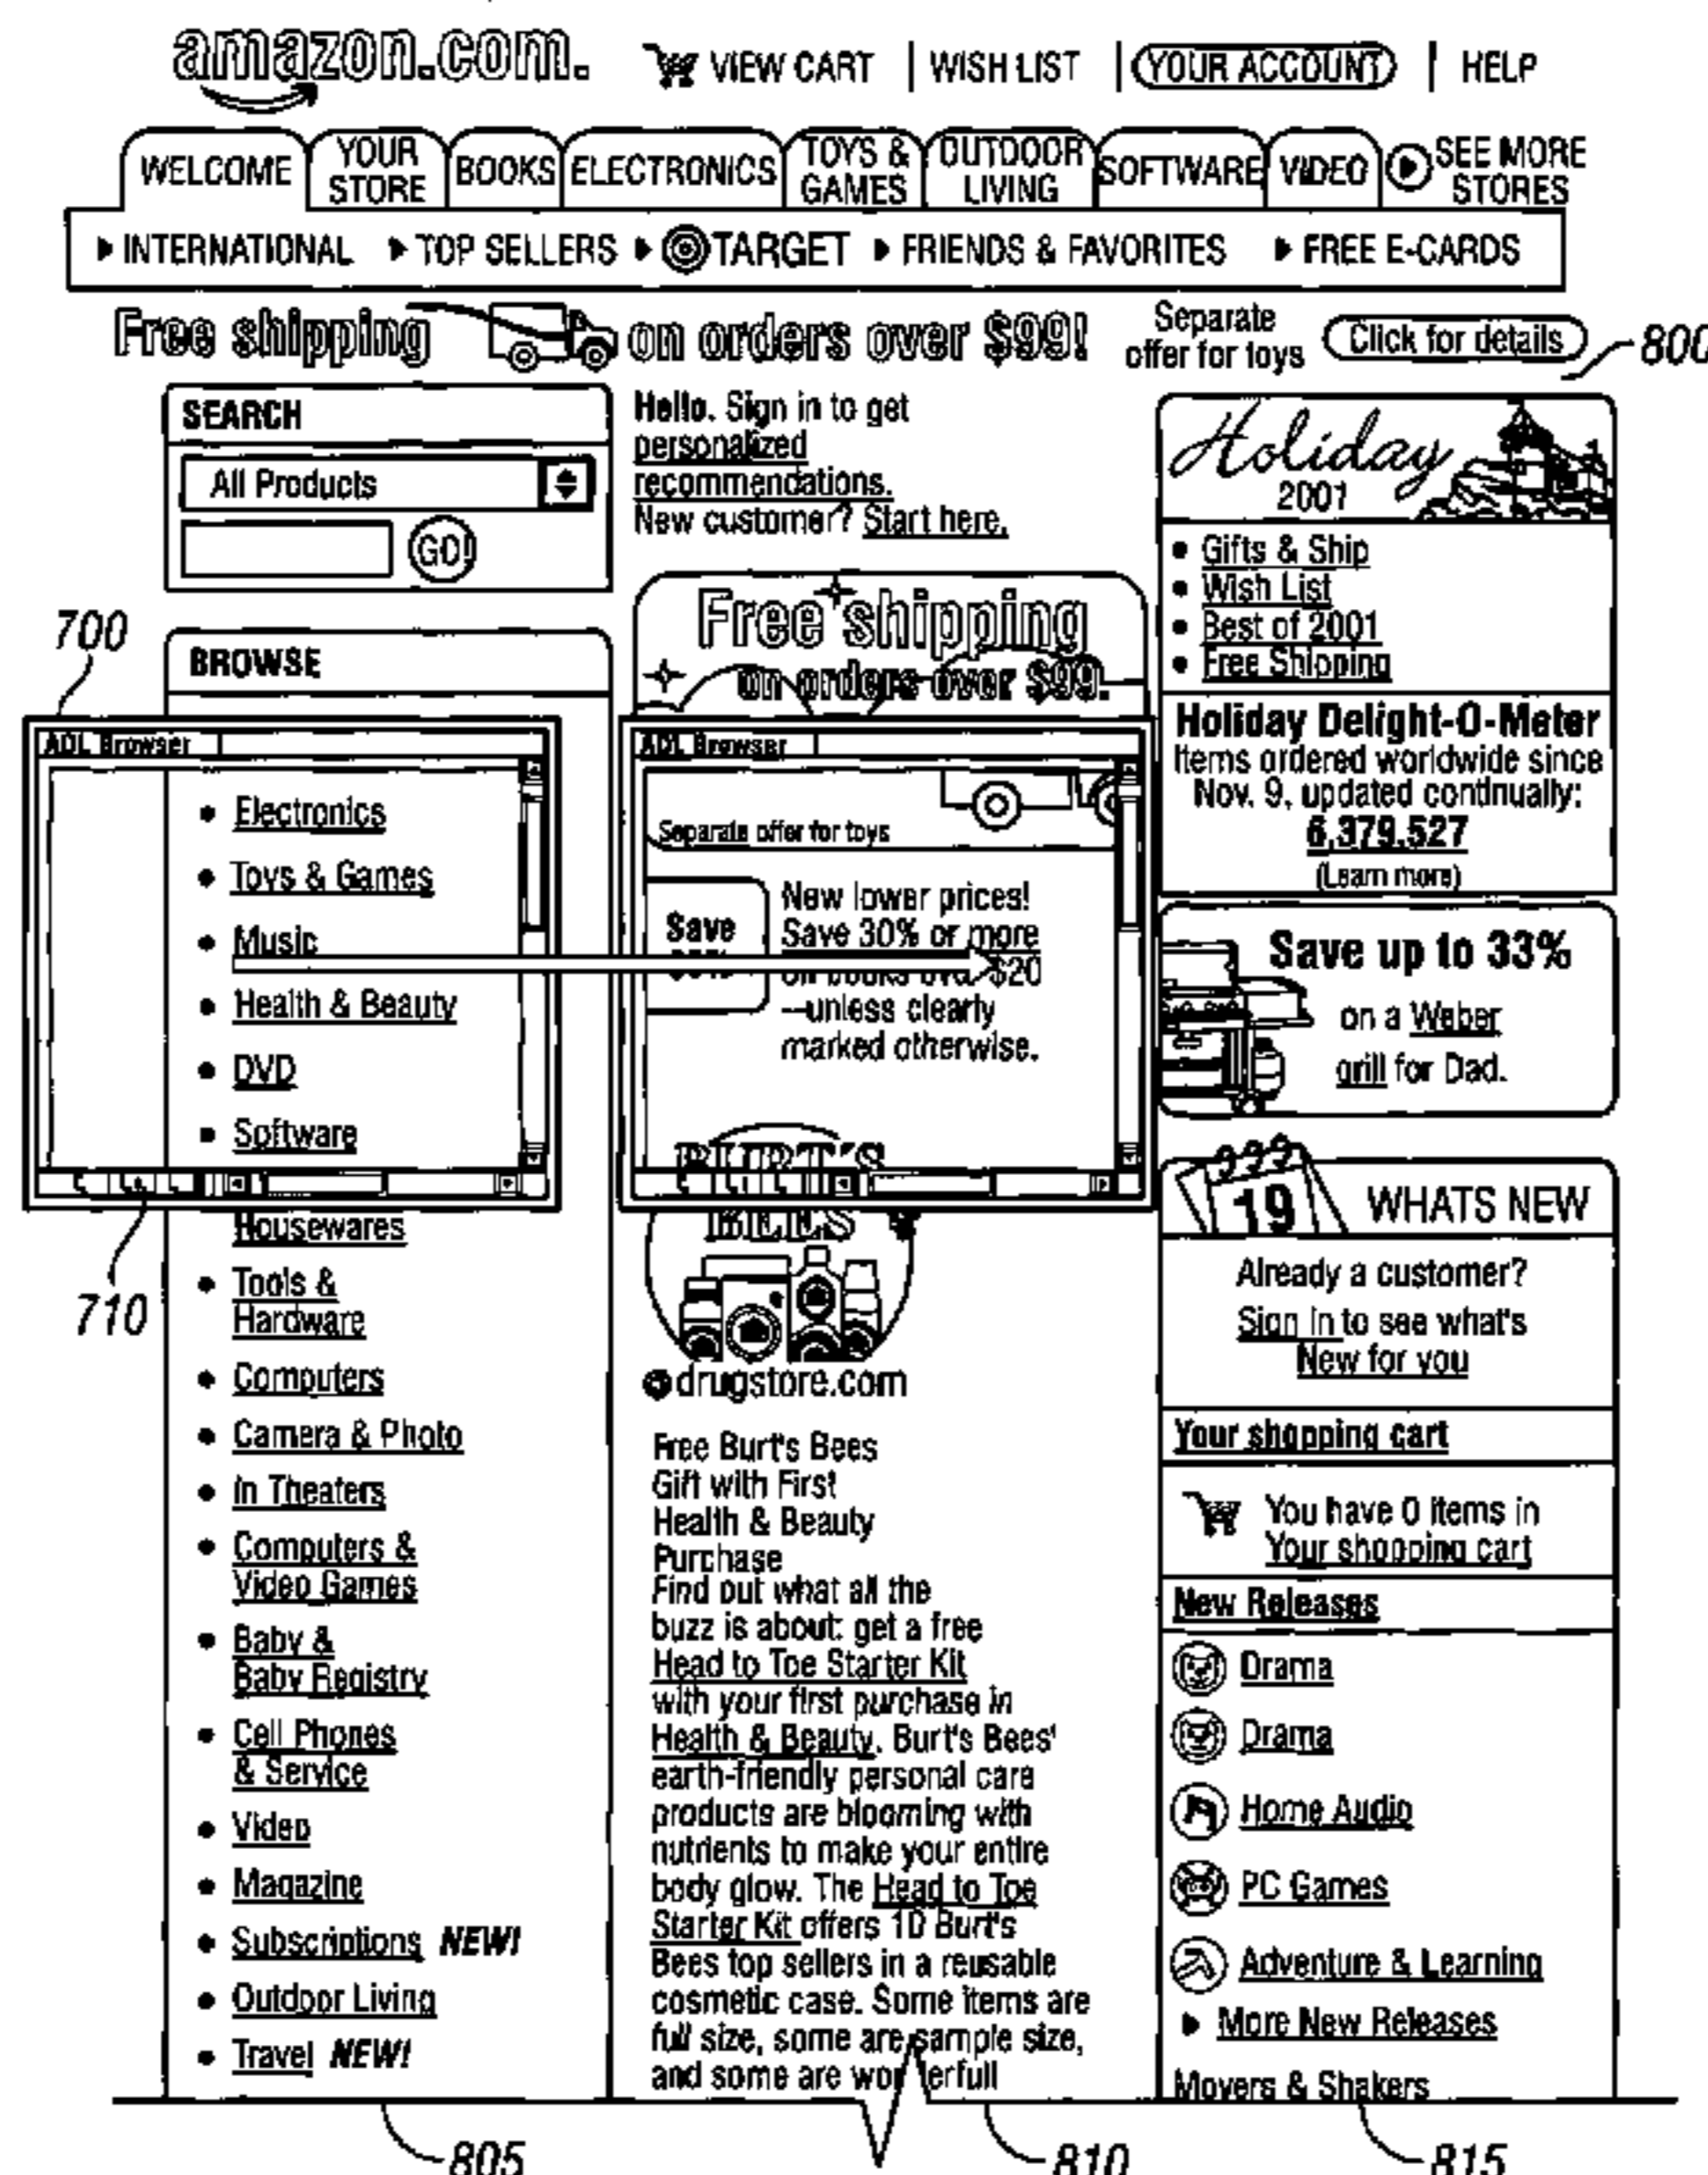 amazon.com.
VIEW CART | WISH LIST | YOUR ACCOUNT | HELP
WELCOME
YOUR
STORE
BOOKS
ELECTRONICS
TOYS &
GAMES
OUTDOOR
LIVING
SOFTWARE
VIDEO
SEE MORE
STORES
INTERNATIONAL
TOP SELLERS
TARGET
FRIENDS & FAVORITES
FREE E-CARDS
Free shipping on orders over $99!
Separate
offer for toys
Click for details
800
SEARCH
All Products
GO!
700
BROWSE
AOL Browser
• Electronics
• Toys & Games
• Music
• Health & Beauty
• DVD
• Software
710
Housewares
• Tools &
Hardware
• Computers
• Camera & Photo
• In Theaters
• Computers &
Video Games
• Baby &
Baby Registry
• Cell Phones
& Service
• Video
• Magazine
• Subscriptions NEW!
• Outdoor Living
• Travel NEW!
805
Hello. Sign in to get
personalized
recommendations.
New customer? Start here.
Free shipping
on orders over $99.
AOL Browser
Separate offer for toys
Save
New lower prices!
Save 30% or more
on books over $20
—unless clearly
marked otherwise.
BURT'S
BEES
drugstore.com
Free Burt's Bees
Gift with First
Health & Beauty
Purchase
Find out what all the
buzz is about: get a free
Head to Toe Starter Kit
with your first purchase in
Health & Beauty. Burt's Bees'
earth-friendly personal care
products are blooming with
nutrients to make your entire
body glow. The Head to Toe
Starter Kit offers 10 Burt's
Bees top sellers in a reusable
cosmetic case. Some items are
full size, some are sample size,
and some are wonderfull
810
Holiday
2001
• Gifts & Ship
• Wish List
• Best of 2001
• Free Shipping
Holiday Delight-O-Meter
Items ordered worldwide since
Nov. 9, updated continually:
6,379,527
(Learn more)
Save up to 33%
on a Weber
grill for Dad.
19
WHATS NEW
Already a customer?
Sign in to see what's
New for you
Your shopping cart
You have 0 items in
Your shopping cart
New Releases
Drama
Drama
Home Audio
PC Games
Adventure & Learning
More New Releases
Movers & Shakers
815